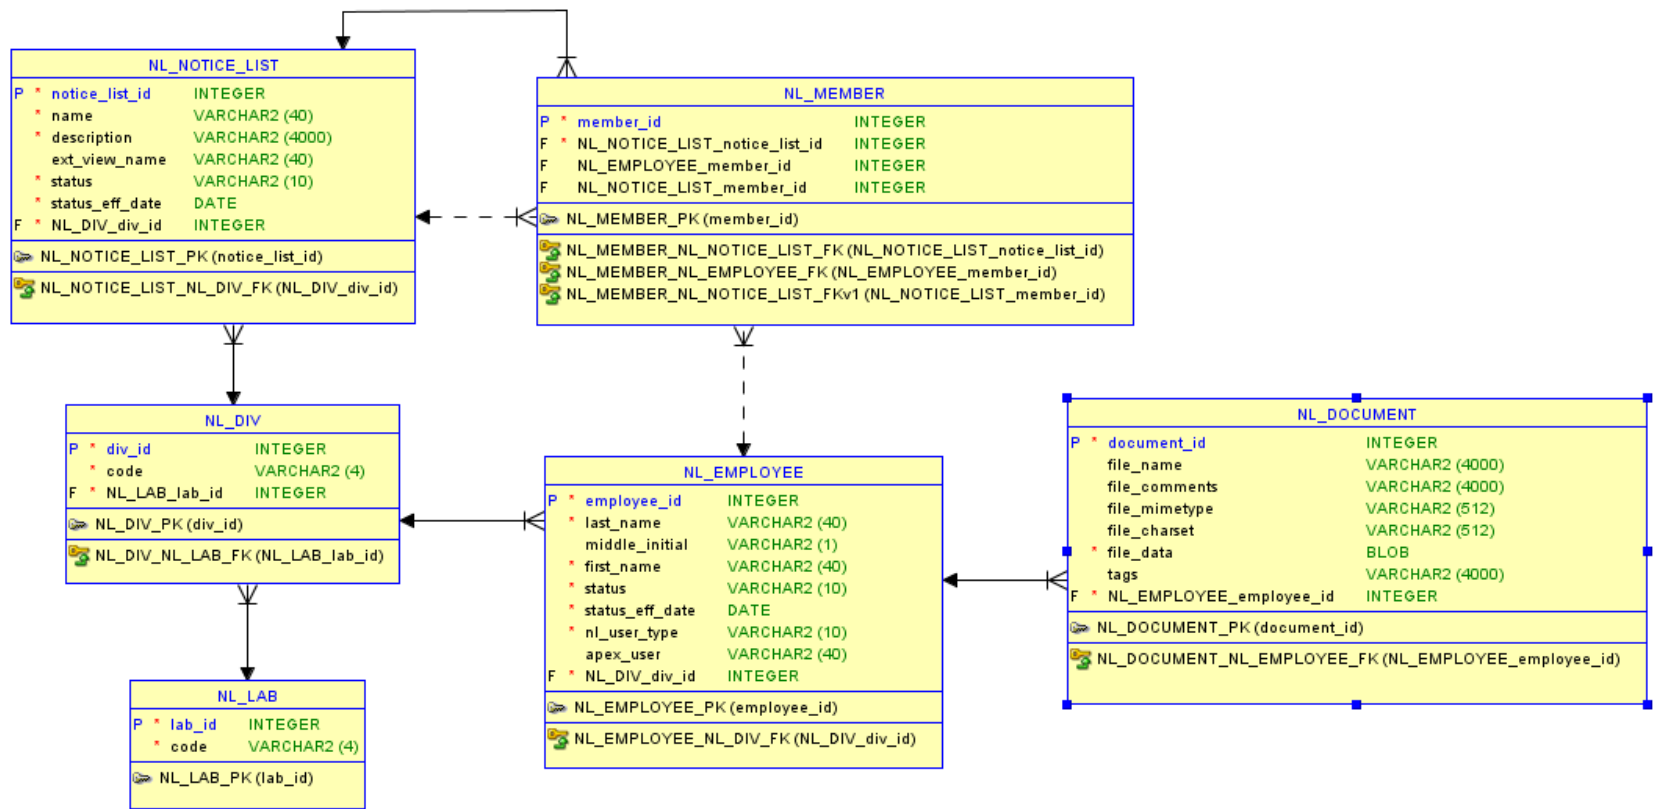 NL_NOTICE_LIST
P * notice_list_id INTEGER
* name VARCHAR2 (40)
* description VARCHAR2 (4000)
ext_view_name VARCHAR2 (40)
* status VARCHAR2 (10)
* status_eff_date DATE
F * NL_DIV_div_id INTEGER
NL_NOTICE_LIST_PK (notice_list_id)
NL_NOTICE_LIST_NL_DIV_FK (NL_DIV_div_id)
NL_MEMBER
P * member_id INTEGER
F * NL_NOTICE_LIST_notice_list_id INTEGER
F NL_EMPLOYEE_member_id INTEGER
F NL_NOTICE_LIST_member_id INTEGER
NL_MEMBER_PK (member_id)
NL_MEMBER_NL_NOTICE_LIST_FK (NL_NOTICE_LIST_notice_list_id)
NL_MEMBER_NL_EMPLOYEE_FK (NL_EMPLOYEE_member_id)
NL_MEMBER_NL_NOTICE_LIST_FKv1 (NL_NOTICE_LIST_member_id)
NL_DIV
P * div_id INTEGER
* code VARCHAR2 (4)
F * NL_LAB_lab_id INTEGER
NL_DIV_PK (div_id)
NL_DIV_NL_LAB_FK (NL_LAB_lab_id)
NL_EMPLOYEE
P * employee_id INTEGER
* last_name VARCHAR2 (40)
middle_initial VARCHAR2 (1)
* first_name VARCHAR2 (40)
* status VARCHAR2 (10)
* status_eff_date DATE
* nl_user_type VARCHAR2 (10)
apex_user VARCHAR2 (40)
F * NL_DIV_div_id INTEGER
NL_EMPLOYEE_PK (employee_id)
NL_EMPLOYEE_NL_DIV_FK (NL_DIV_div_id)
NL_DOCUMENT
P * document_id INTEGER
file_name VARCHAR2 (4000)
file_comments VARCHAR2 (4000)
file_mimetype VARCHAR2 (512)
file_charset VARCHAR2 (512)
* file_data BLOB
tags VARCHAR2 (4000)
F * NL_EMPLOYEE_employee_id INTEGER
NL_DOCUMENT_PK (document_id)
NL_DOCUMENT_NL_EMPLOYEE_FK (NL_EMPLOYEE_employee_id)
NL_LAB
P * lab_id INTEGER
* code VARCHAR2 (4)
NL_LAB_PK (lab_id)